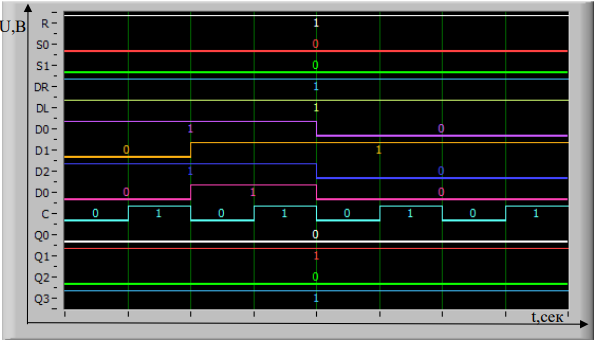 U,В
R 1
S0 0
S1 0
DR 1
DL 1
D0 1 0
D1 0 1
D2 1 0
D0 0 1 0
C 0 1 0 1 0 1 0 1
Q0 0
Q1 1
Q2 0
Q3 1
t,сек